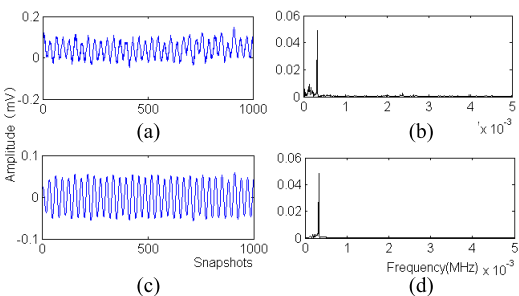 0.2
0
-0.2
0 500 1000
(a)
0.06
0.04
0.02
0
0 1 2 3 4 5
x 10⁻³
(b)
Amplitude (mV)
0.1
0
-0.1
0 500 1000
Snapshots
(c)
0.06
0.04
0.02
0
0 1 2 3 4 5
Frequency(MHz) x 10⁻³
(d)